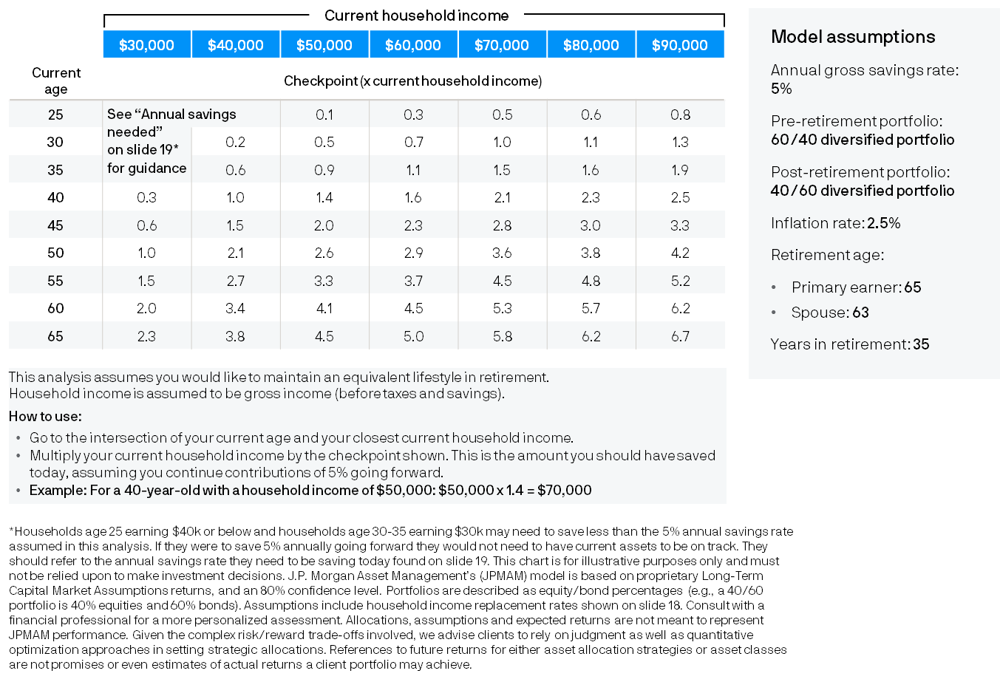 Current household income
$30,000 $40,000 $50,000 $60,000 $70,000 $80,000 $90,000
Current
age
Checkpoint (x current household income)
25 0.1 0.3 0.5 0.6 0.8
See “Annual savings
needed”
on slide 19*
for guidance
30 0.2 0.5 0.7 1.0 1.1 1.3
35 0.6 0.9 1.1 1.5 1.6 1.9
40 0.3 1.0 1.4 1.6 2.1 2.3 2.5
45 0.6 1.5 2.0 2.3 2.8 3.0 3.3
50 1.0 2.1 2.6 2.9 3.6 3.8 4.2
55 1.5 2.7 3.3 3.7 4.5 4.8 5.2
60 2.0 3.4 4.1 4.5 5.3 5.7 6.2
65 2.3 3.8 4.5 5.0 5.8 6.2 6.7
Model assumptions
Annual gross savings rate:
5%
Pre-retirement portfolio:
60/40 diversified portfolio
Post-retirement portfolio:
40/60 diversified portfolio
Inflation rate: 2.5%
Retirement age:
• Primary earner: 65
• Spouse: 63
Years in retirement: 35
This analysis assumes you would like to maintain an equivalent lifestyle in retirement.
Household income is assumed to be gross income (before taxes and savings).
How to use:
• Go to the intersection of your current age and your closest current household income.
• Multiply your current household income by the checkpoint shown. This is the amount you should have saved
today, assuming you continue contributions of 5% going forward.
• Example: For a 40-year-old with a household income of $50,000: $50,000 x 1.4 = $70,000
*Households age 25 earning $40k or below and households age 30-35 earning $30k may need to save less than the 5% annual savings rate
assumed in this analysis. If they were to save 5% annually going forward they would not need to have current assets to be on track. They
should refer to the annual savings rate they need to be saving today found on slide 19. This chart is for illustrative purposes only and must
not be relied upon to make investment decisions. J.P. Morgan Asset Management’s (JPMAM) model is based on proprietary Long-Term
Capital Market Assumptions returns, and an 80% confidence level. Portfolios are described as equity/bond percentages (e.g., a 40/60
portfolio is 40% equities and 60% bonds). Assumptions include household income replacement rates shown on slide 18. Consult with a
financial professional for a more personalized assessment. Allocations, assumptions and expected returns are not meant to represent
JPMAM performance. Given the complex risk/reward trade-offs involved, we advise clients to rely on judgment as well as quantitative
optimization approaches in setting strategic allocations. References to future returns for either asset allocation strategies or asset classes
are not promises or even estimates of actual returns a client portfolio may achieve.